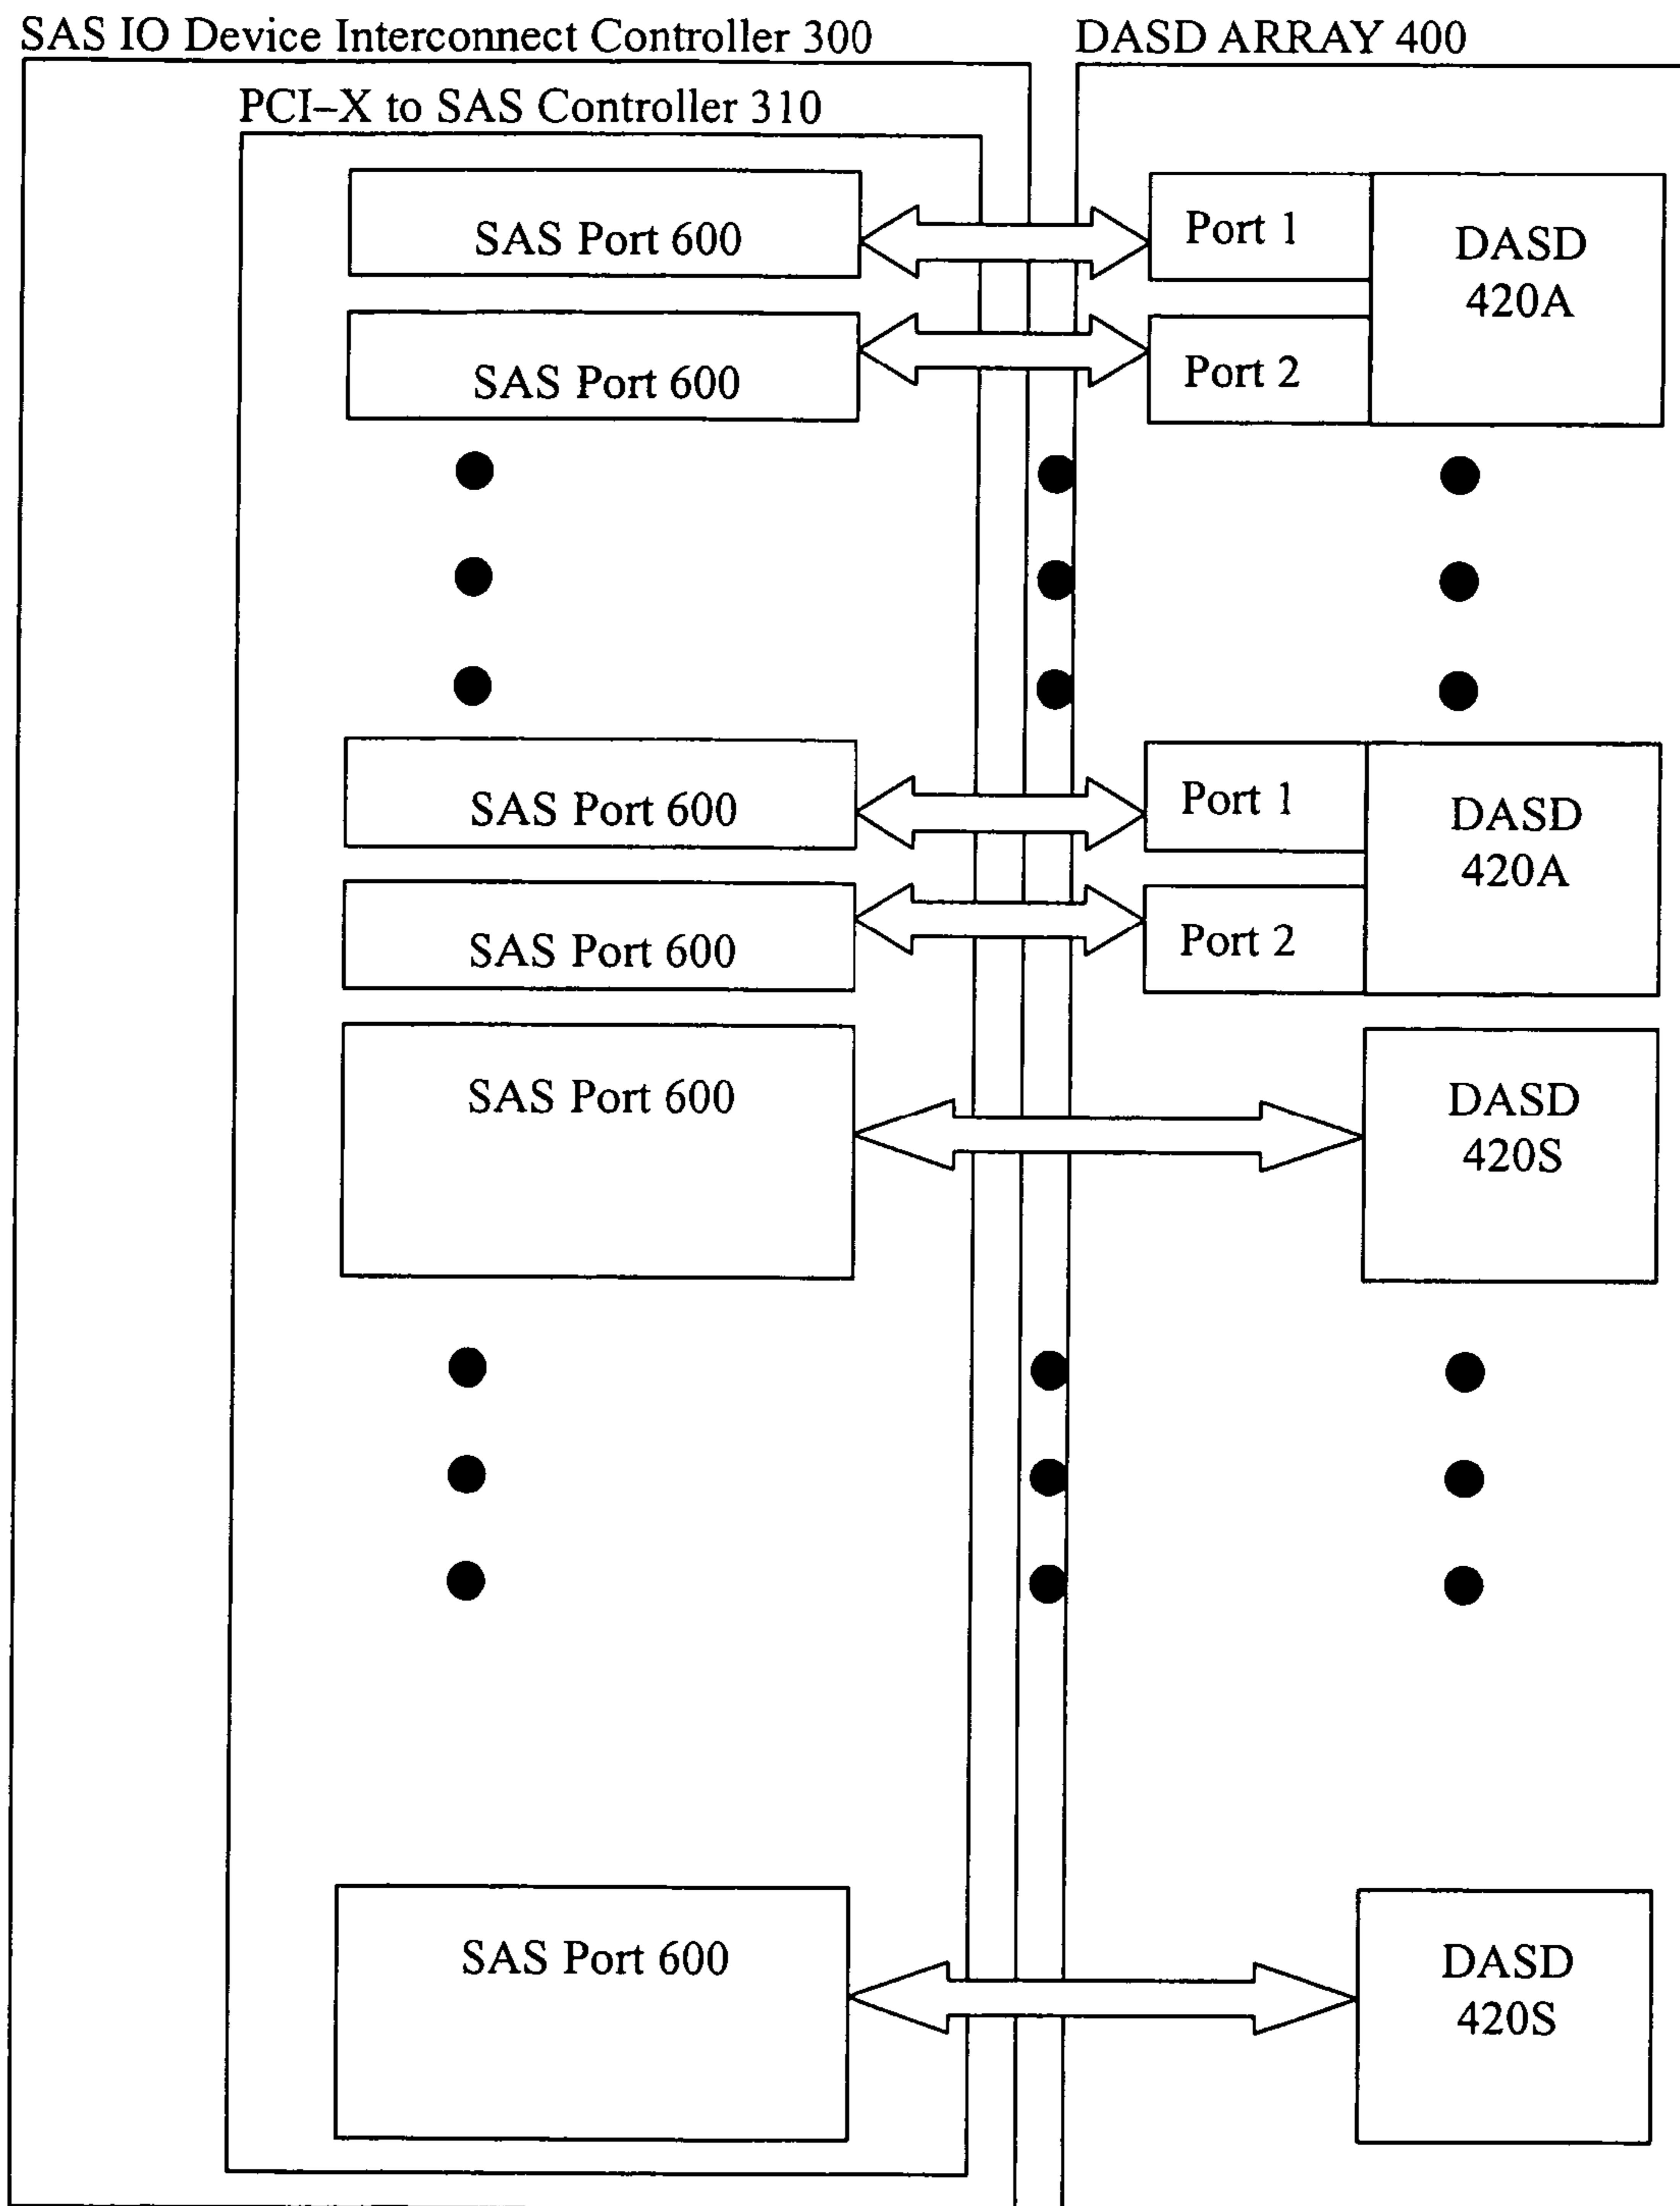 SAS IO Device Interconnect Controller 300
DASD ARRAY 400
PCI–X to SAS Controller 310
SAS Port 600
Port 1
DASD
420A
SAS Port 600
Port 2
SAS Port 600
Port 1
DASD
420A
SAS Port 600
Port 2
SAS Port 600
DASD
420S
SAS Port 600
DASD
420S